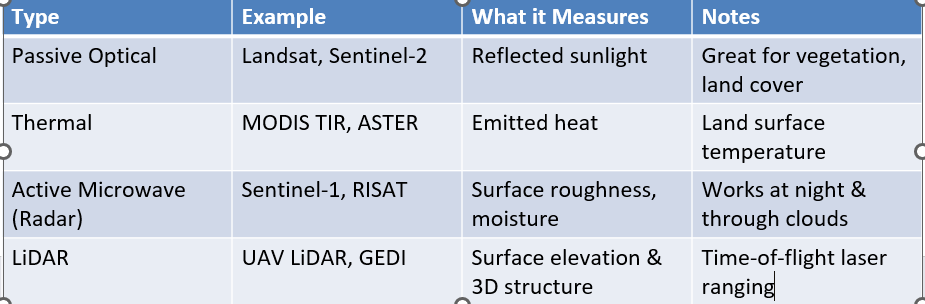 Type Example What it Measures Notes
Passive Optical Landsat, Sentinel-2 Reflected sunlight Great for vegetation,
land cover
Thermal MODIS TIR, ASTER Emitted heat Land surface
temperature
Active Microwave Sentinel-1, RISAT Surface roughness, Works at night &
(Radar) moisture through clouds
LiDAR UAV LiDAR, GEDI Surface elevation & Time-of-flight laser
3D structure ranging